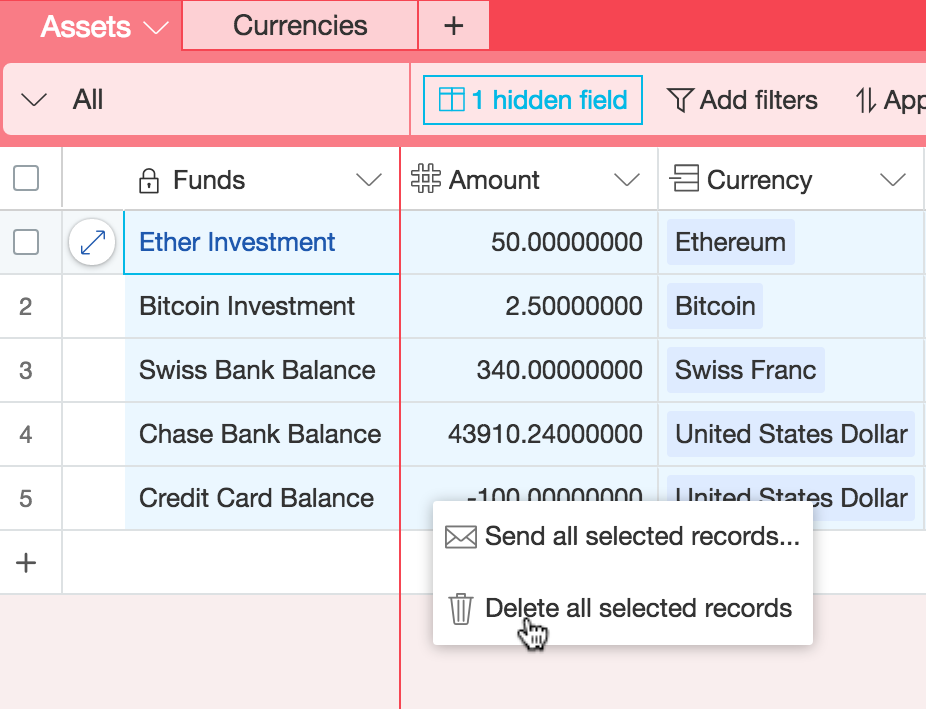 Assets Currencies +
All 1 hidden field Add filters App
Funds Amount Currency
Ether Investment 50.00000000 Ethereum
2 Bitcoin Investment 2.50000000 Bitcoin
3 Swiss Bank Balance 340.00000000 Swiss Franc
4 Chase Bank Balance 43910.24000000 United States Dollar
5 Credit Card Balance -100.00000000 United States Dollar
+
Send all selected records...
Delete all selected records